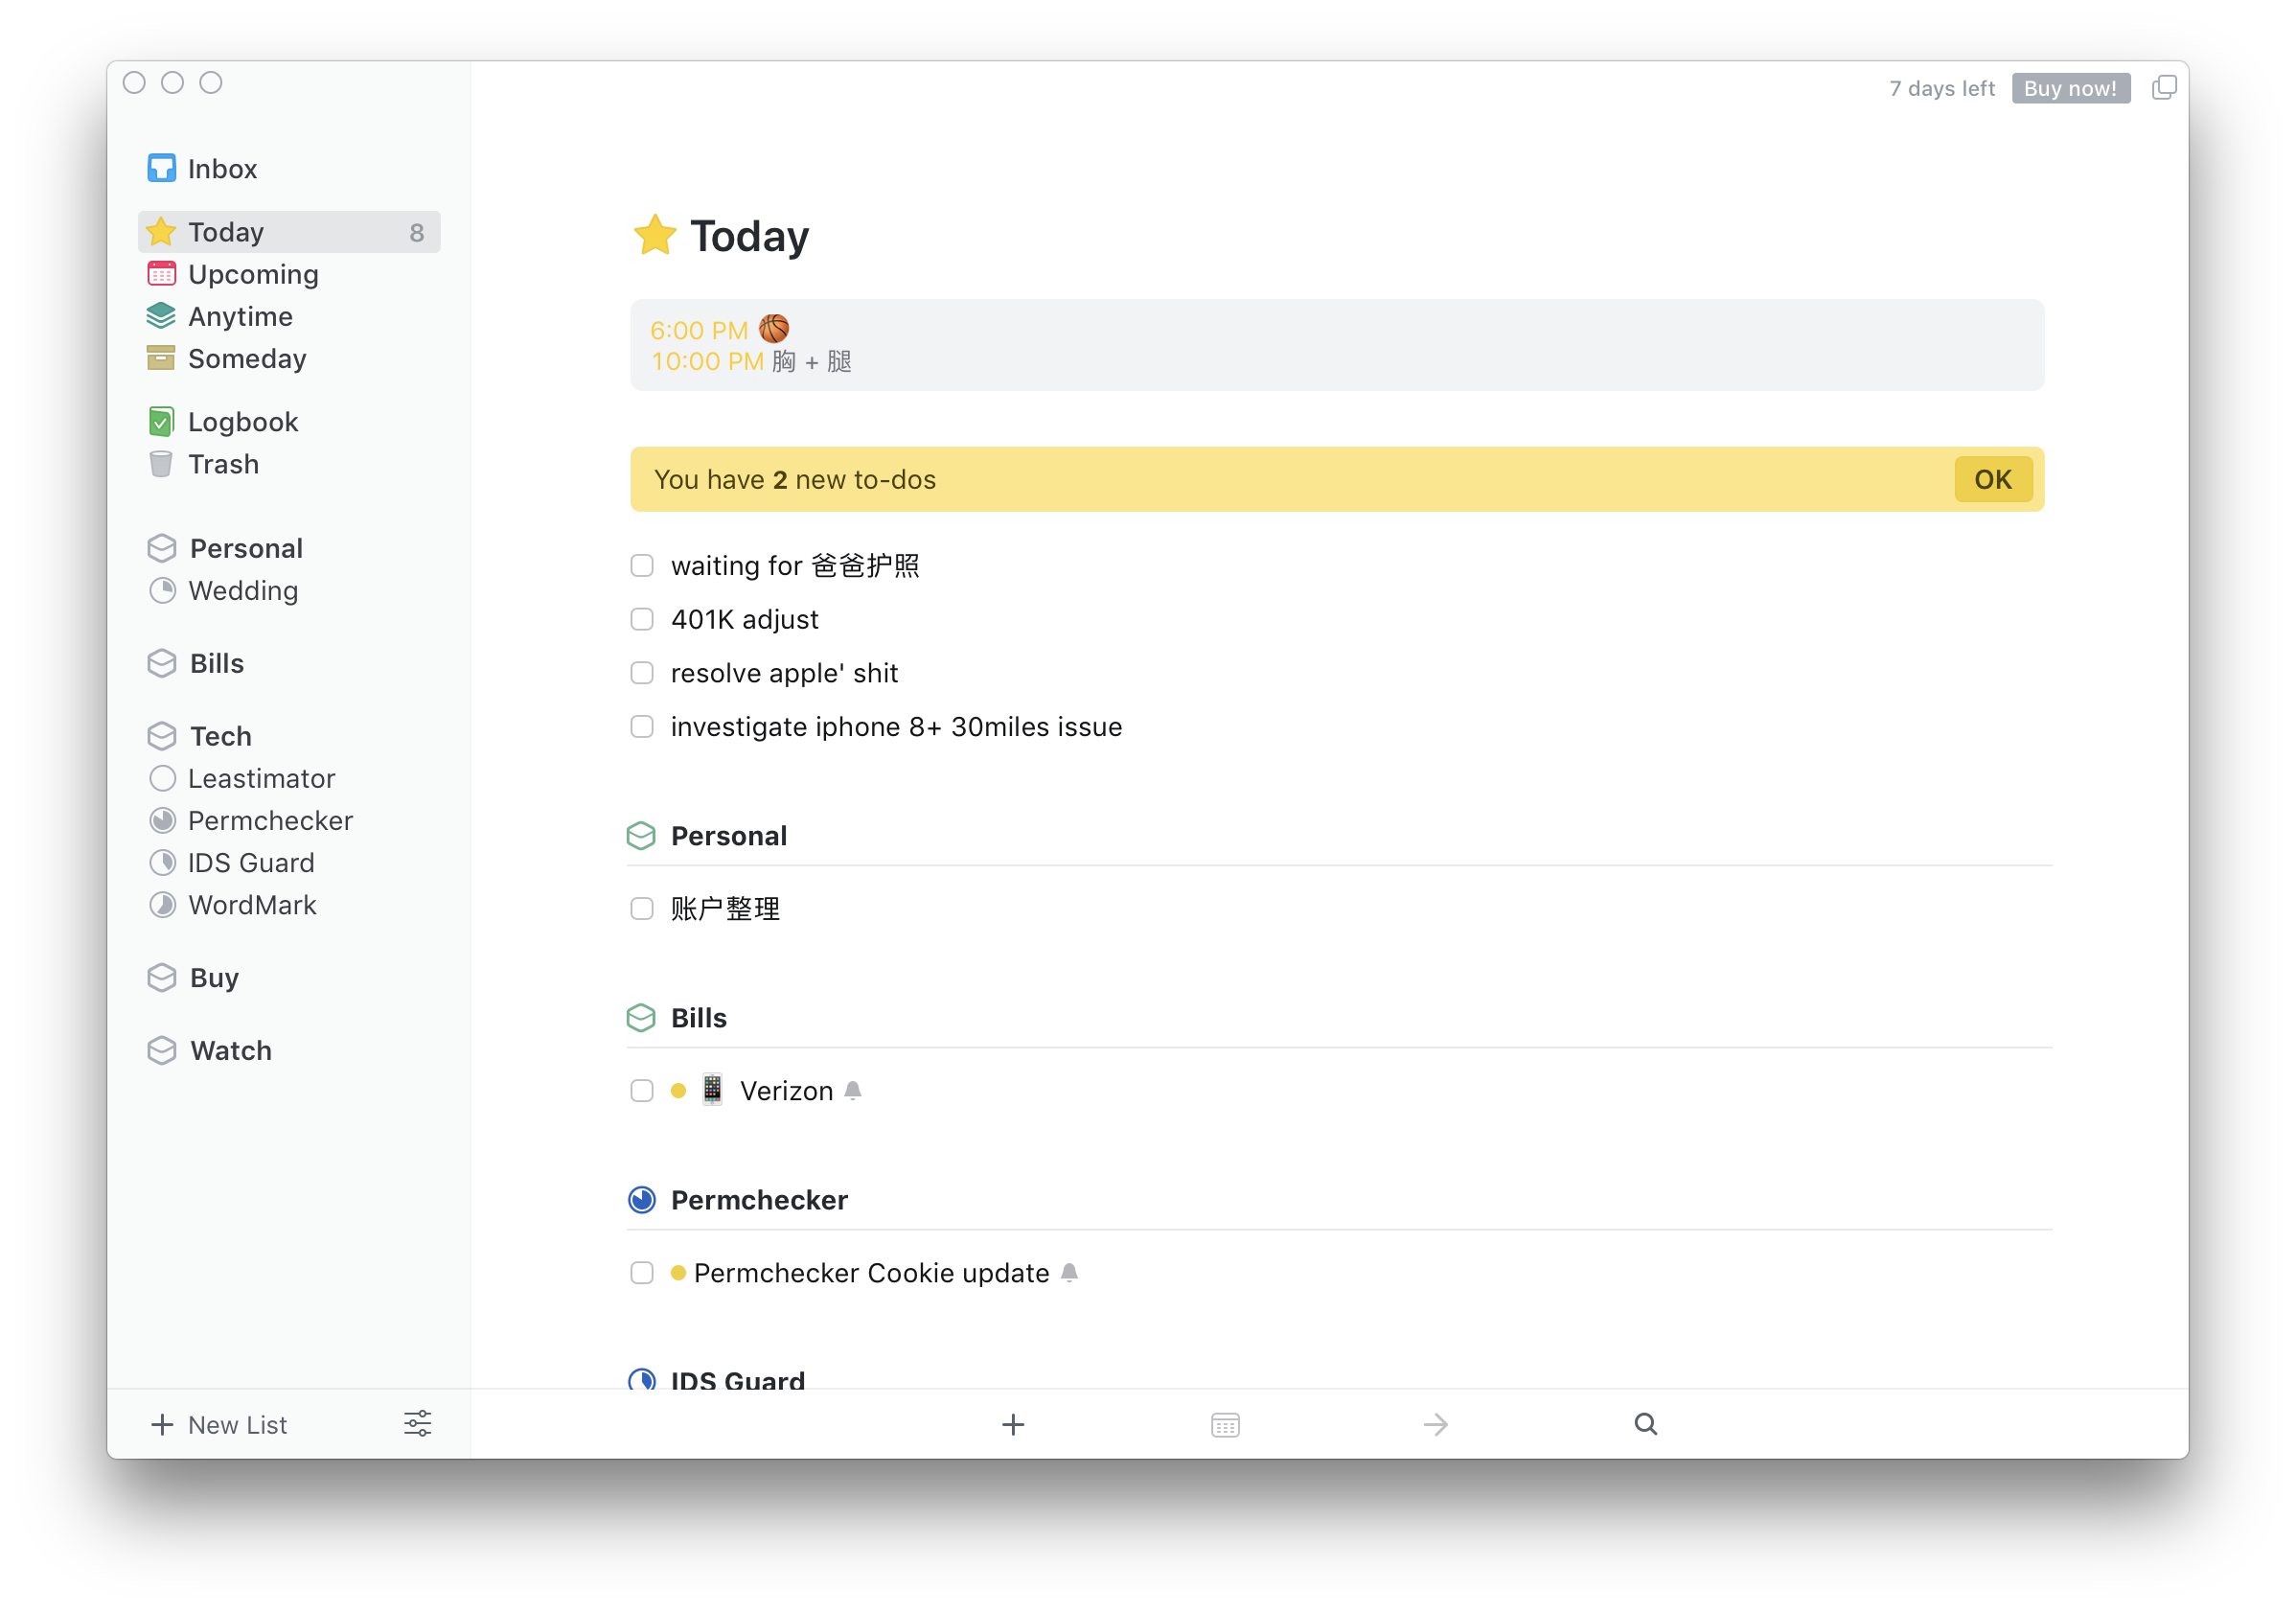 7 days left Buy now!
Inbox
Today 8
Upcoming
Anytime
Someday
Logbook
Trash
Personal
Wedding
Bills
Tech
Leastimator
Permchecker
IDS Guard
WordMark
Buy
Watch
New List
Today
6:00 PM 🏀
10:00 PM 胸 + 腿
You have 2 new to-dos OK
waiting for 爸爸护照
401K adjust
resolve apple' shit
investigate iphone 8+ 30miles issue
Personal
账户整理
Bills
📱 Verizon
Permchecker
Permchecker Cookie update
IDS Guard